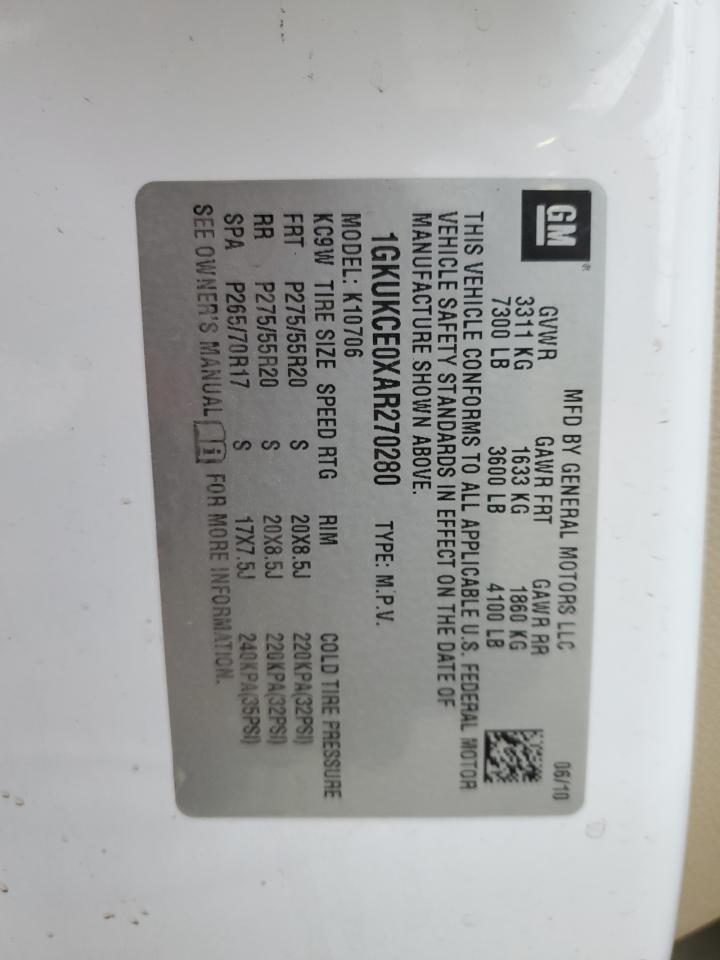 GM®
MFD BY GENERAL MOTORS LLC 06/10
GVWR GAWR FRT GAWR RR
3311 KG 1633 KG 1860 KG
7300 LB 3600 LB 4100 LB
THIS VEHICLE CONFORMS TO ALL APPLICABLE U.S. FEDERAL MOTOR
VEHICLE SAFETY STANDARDS IN EFFECT ON THE DATE OF
MANUFACTURE SHOWN ABOVE.
1GKUKCE0XAR270280 TYPE: M.P.V.
MODEL: K10706
KC9W TIRE SIZE SPEED RTG RIM COLD TIRE PRESSURE
FRT P275/55R20 S 20X8.5J 220KPA(32PSI)
RR P275/55R20 S 20X8.5J 220KPA(32PSI)
SPA P265/70R17 S 17X7.5J 240KPA(35PSI)
SEE OWNER'S MANUAL i FOR MORE INFORMATION.